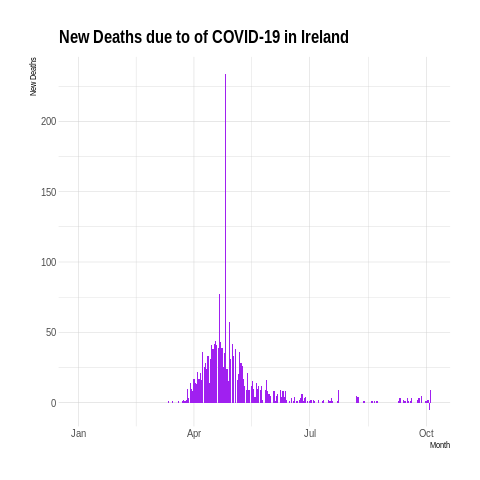 New Deaths due to of COVID-19 in Ireland
New Deaths
200
150
100
50
0
Jan Apr Jul Oct
Month